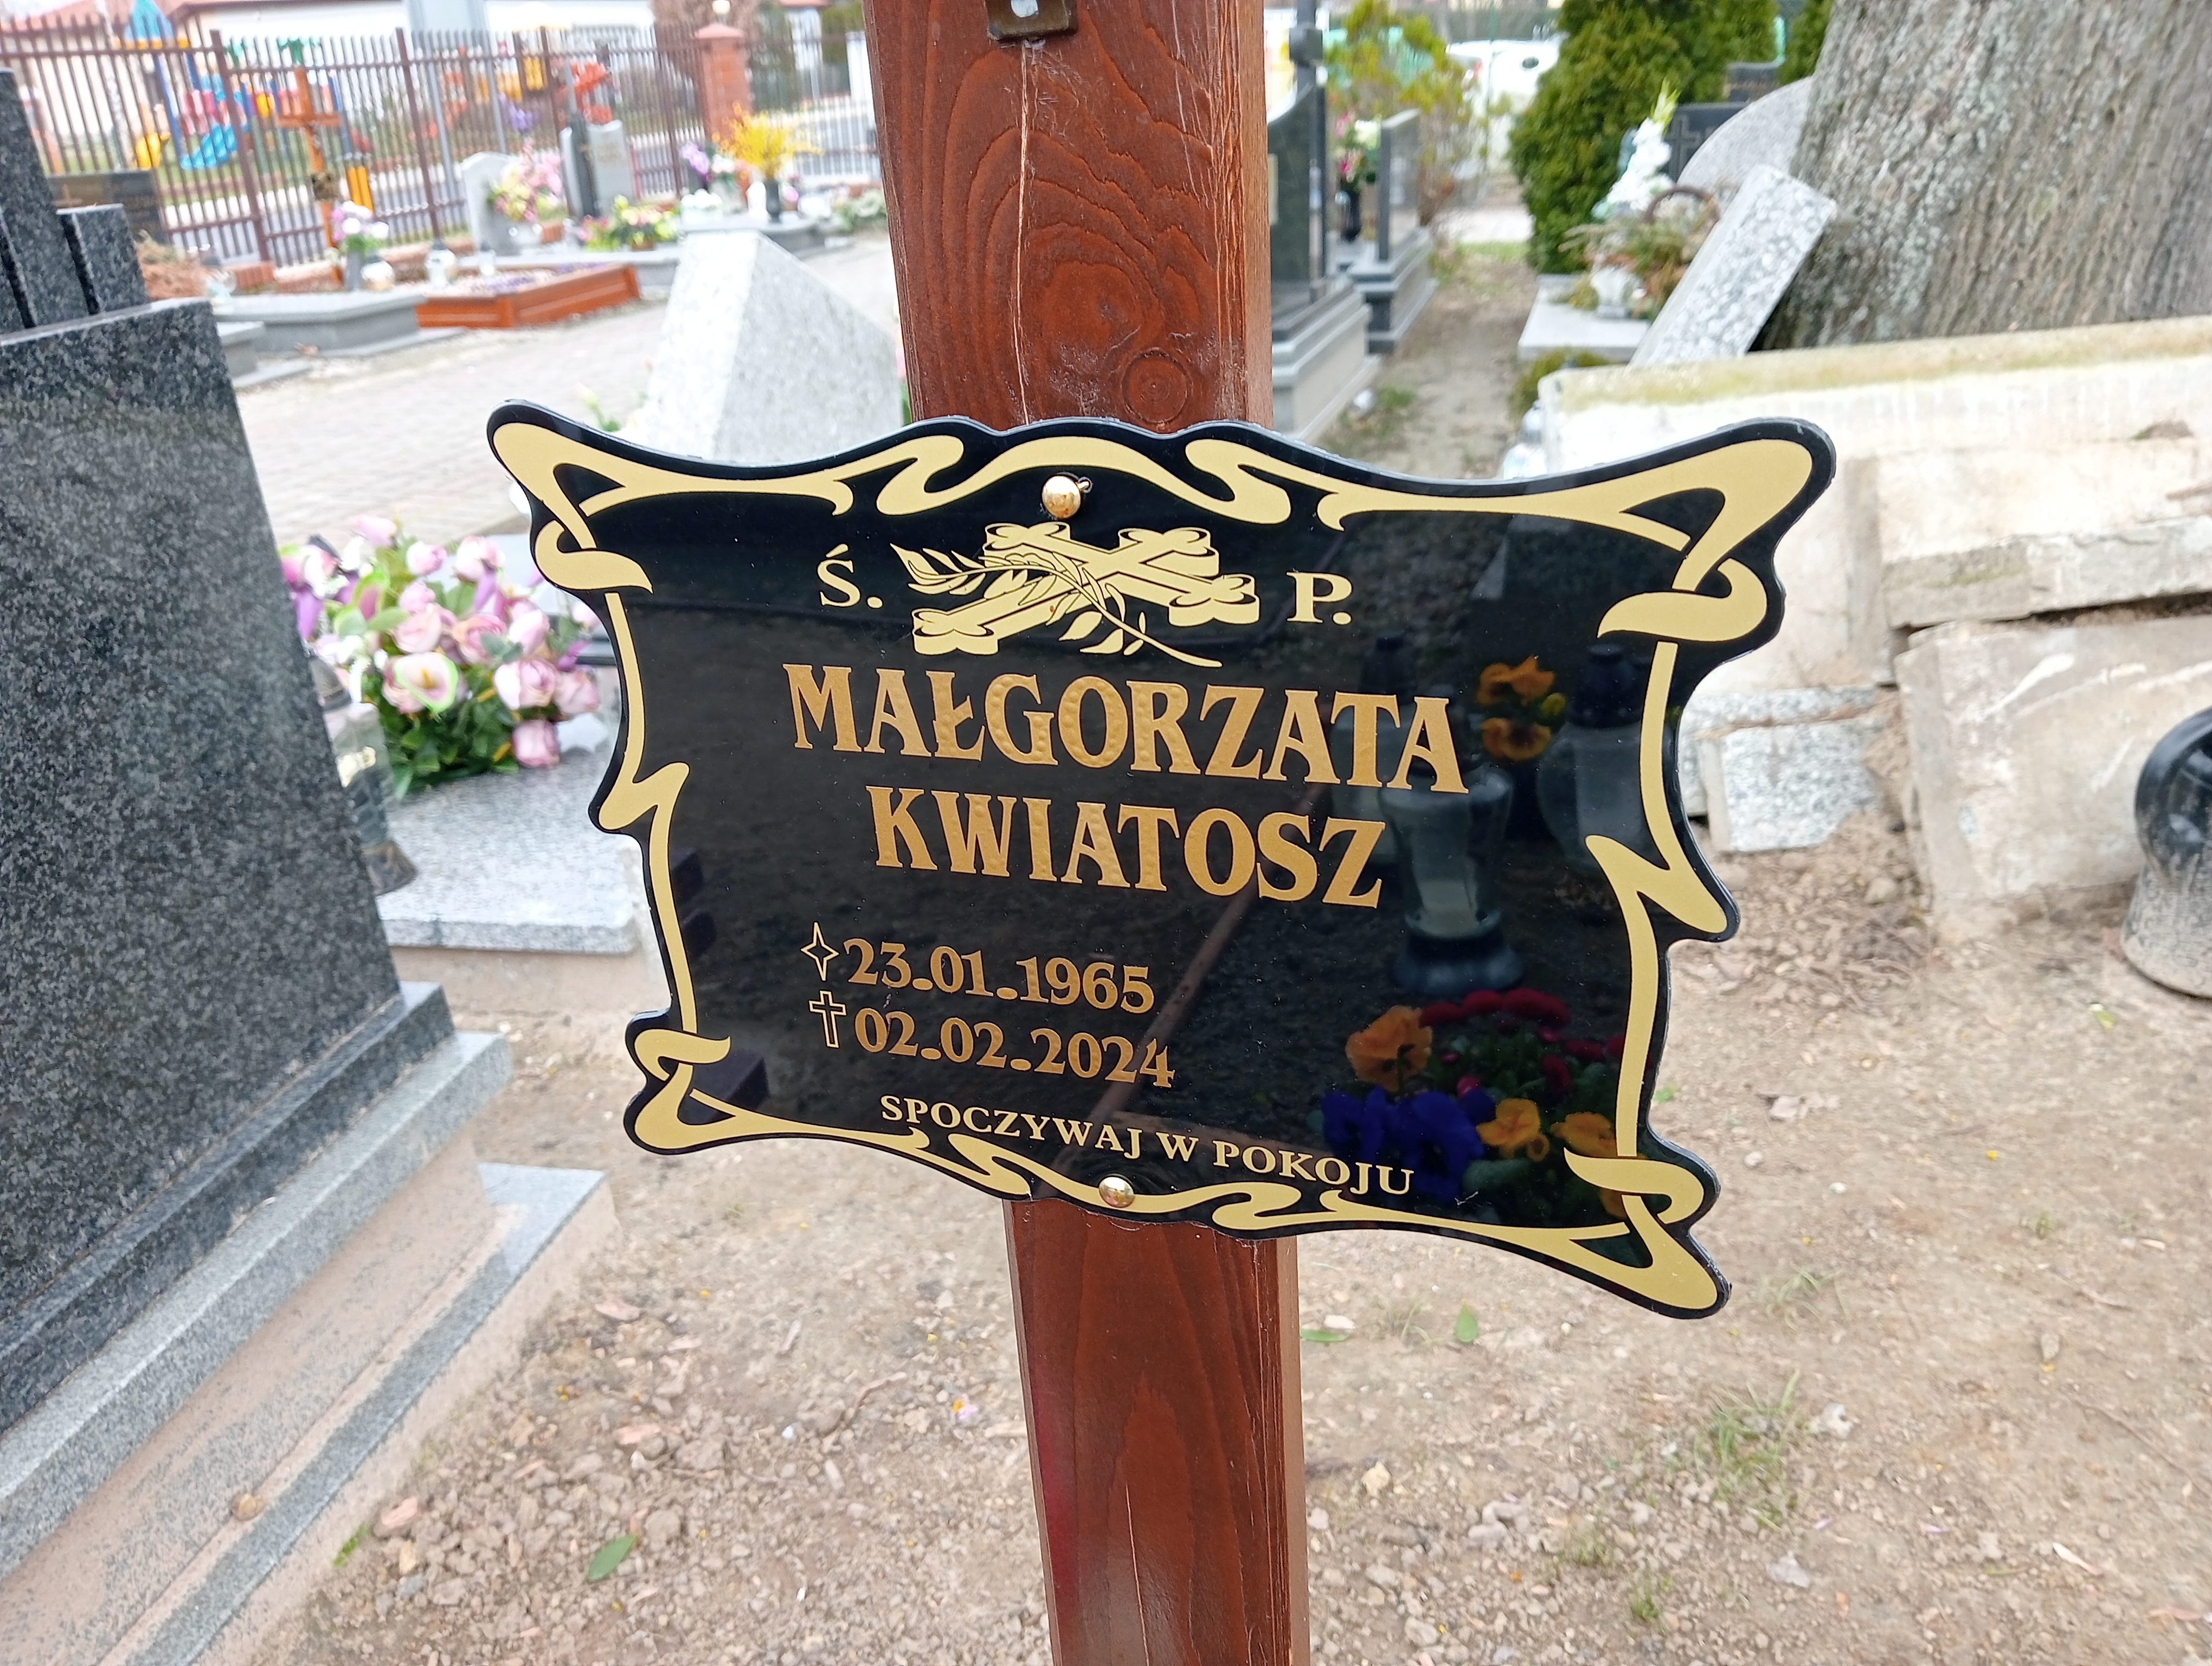 Ś. P.
MAŁGORZATA
KWIATOSZ
23.01.1965
02.02.2024
SPOCZYWAJ W POKOJU